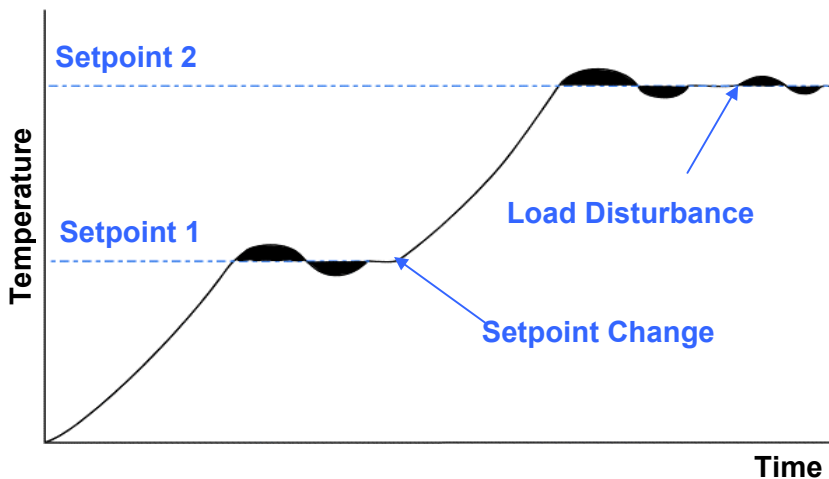 Setpoint 2
Load Disturbance
Setpoint 1
Temperature
Setpoint Change
Time